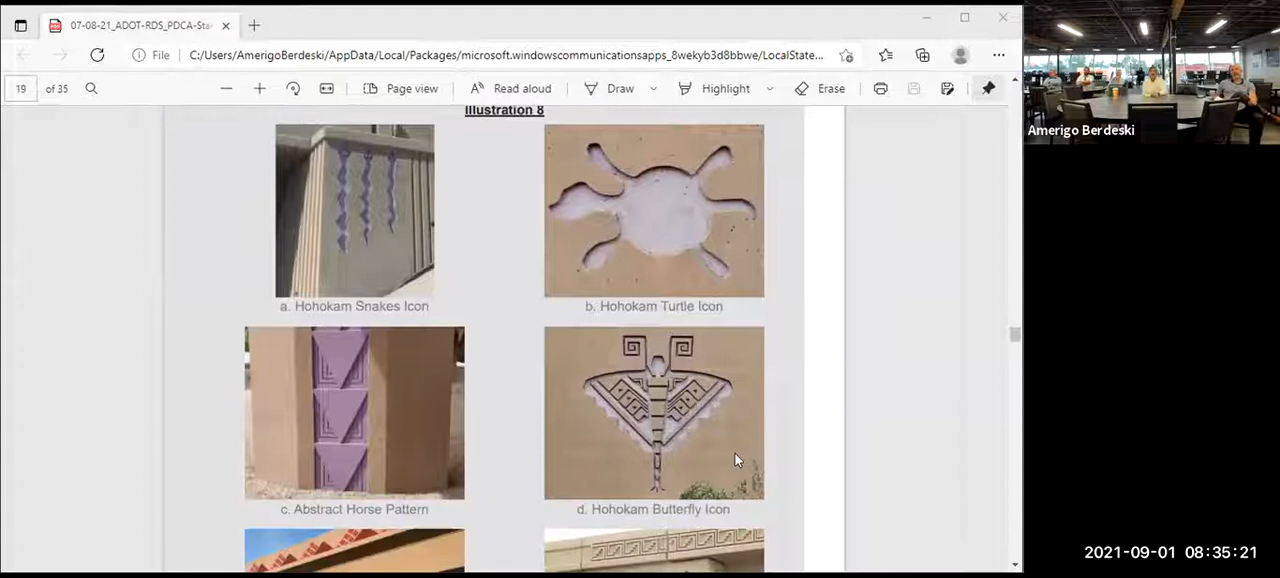 07-08-21_ADOT-RDS_PDCA-Sta
File
C:/Users/AmerigoBerdeski/AppData/Local/Packages/microsoft.windowscommunicationsapps_8wekyb3d8bbwe/LocalState...
19 of 35
Page view
Read aloud
Draw
Highlight
Erase
Amerigo Berdeski
Illustration 8
a. Hohokam Snakes Icon
b. Hohokam Turtle Icon
c. Abstract Horse Pattern
d. Hohokam Butterfly Icon
2021-09-01 08:35:21